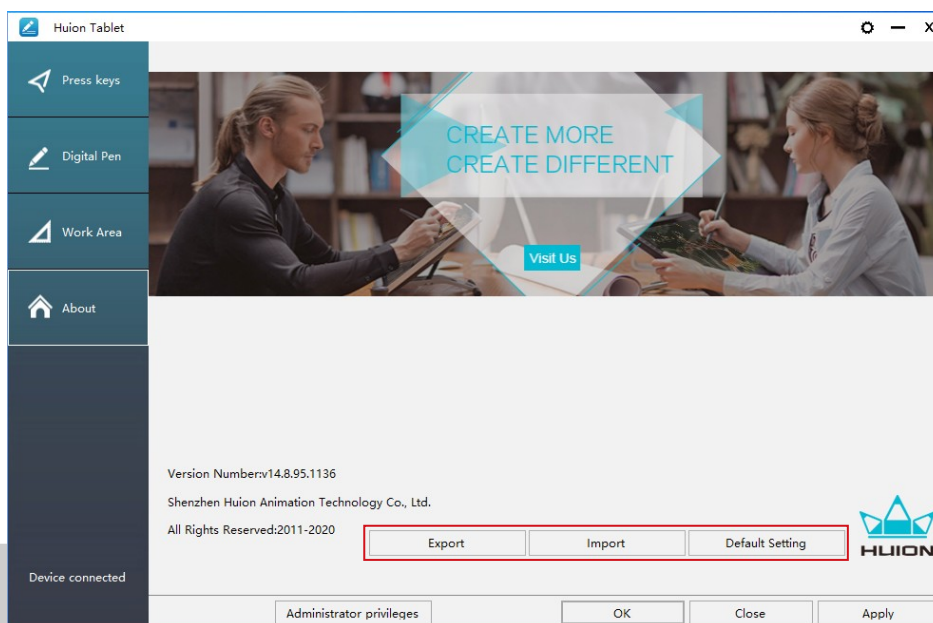 Huion Tablet
Press keys
Digital Pen
Work Area
About
CREATE MORE
CREATE DIFFERENT
Visit Us
Version Number:v14.8.95.1136
Shenzhen Huion Animation Technology Co., Ltd.
All Rights Reserved:2011-2020
Export Import Default Setting
HUION
Device connected
Administrator privileges OK Close Apply